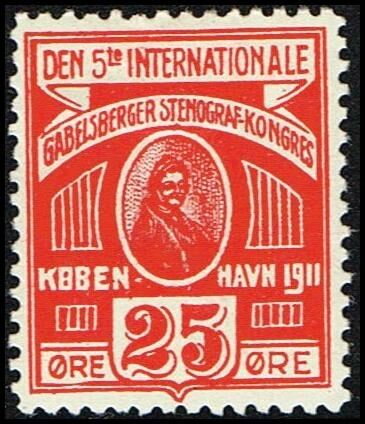 DEN 5te INTERNATIONALE
GABELSBERGER STENOGRAF-KONGRES
KØBEN HAVN 1911
25
ØRE ØRE